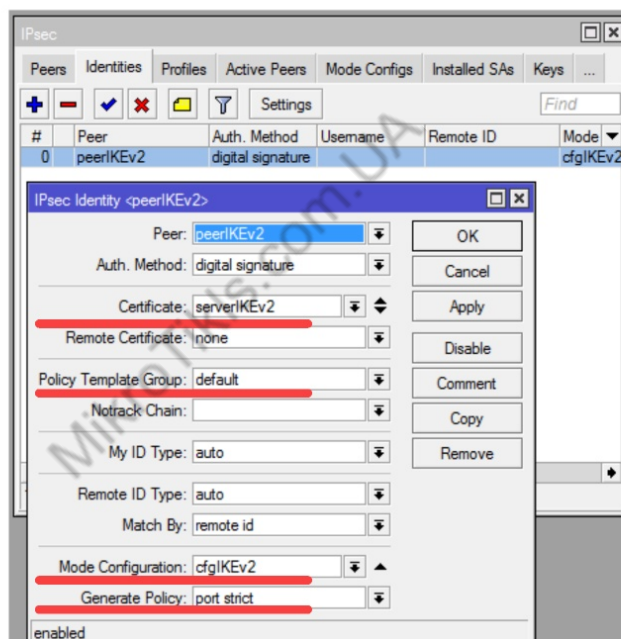 IPsec
Peers Identities Profiles Active Peers Mode Configs Installed SAs Keys ...
Settings Find
# Peer Auth. Method Username Remote ID Mode
0 peerIKEv2 digital signature cfgIKEv2
IPsec Identity <peerIKEv2>
Peer: peerIKEv2 OK
Auth. Method: digital signature Cancel
Certificate: serverIKEv2 Apply
Remote Certificate: none Disable
Policy Template Group: default Comment
Notrack Chain: Copy
My ID Type: auto Remove
Remote ID Type: auto
Match By: remote id
Mode Configuration: cfgIKEv2
Generate Policy: port strict
enabled
MikroTikls.com.UA